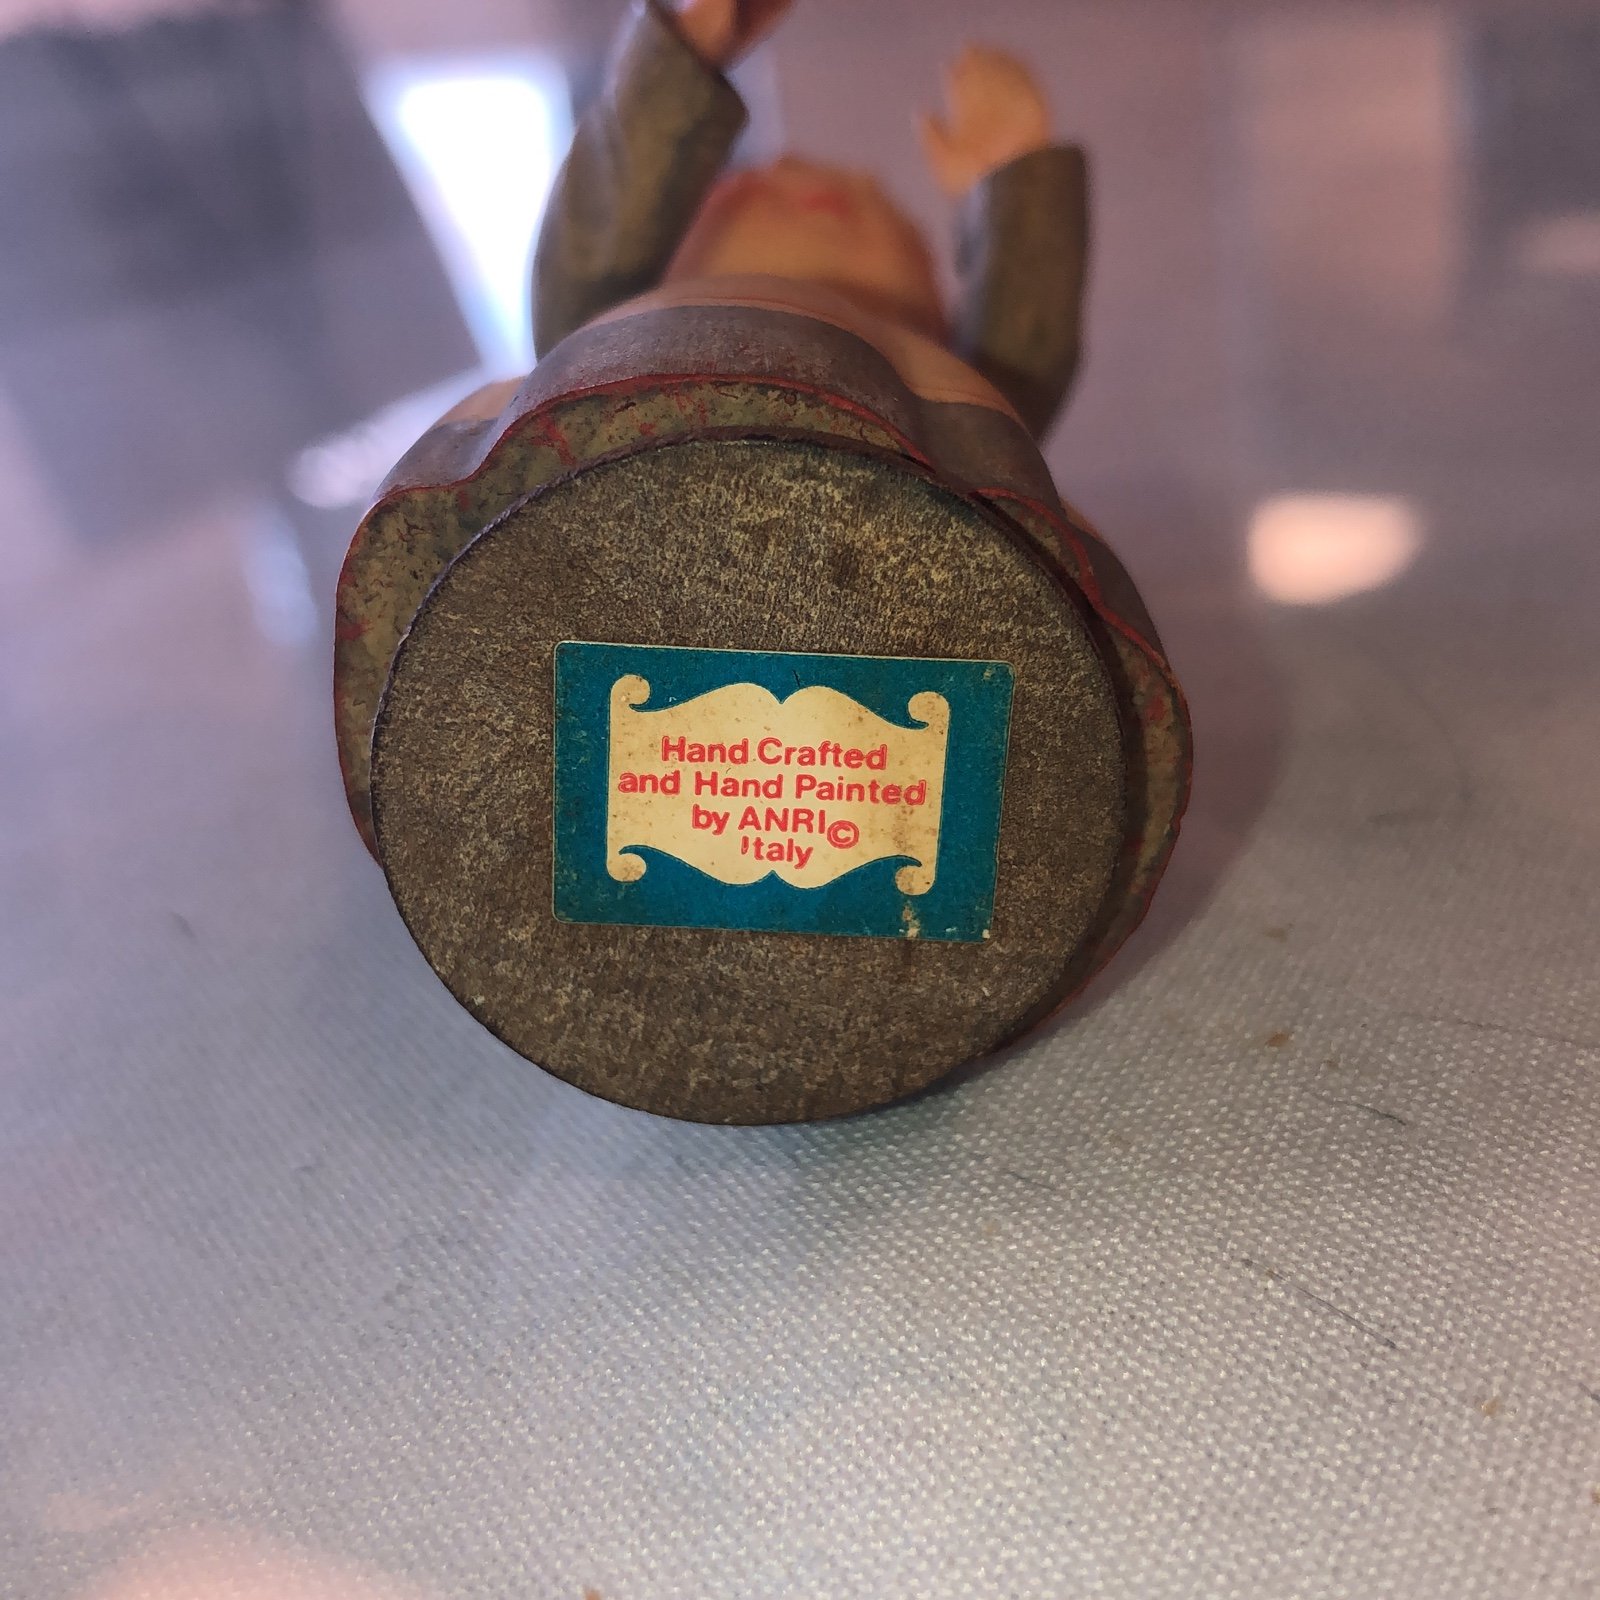 Hand Crafted
and Hand Painted
by ANRI©
Italy